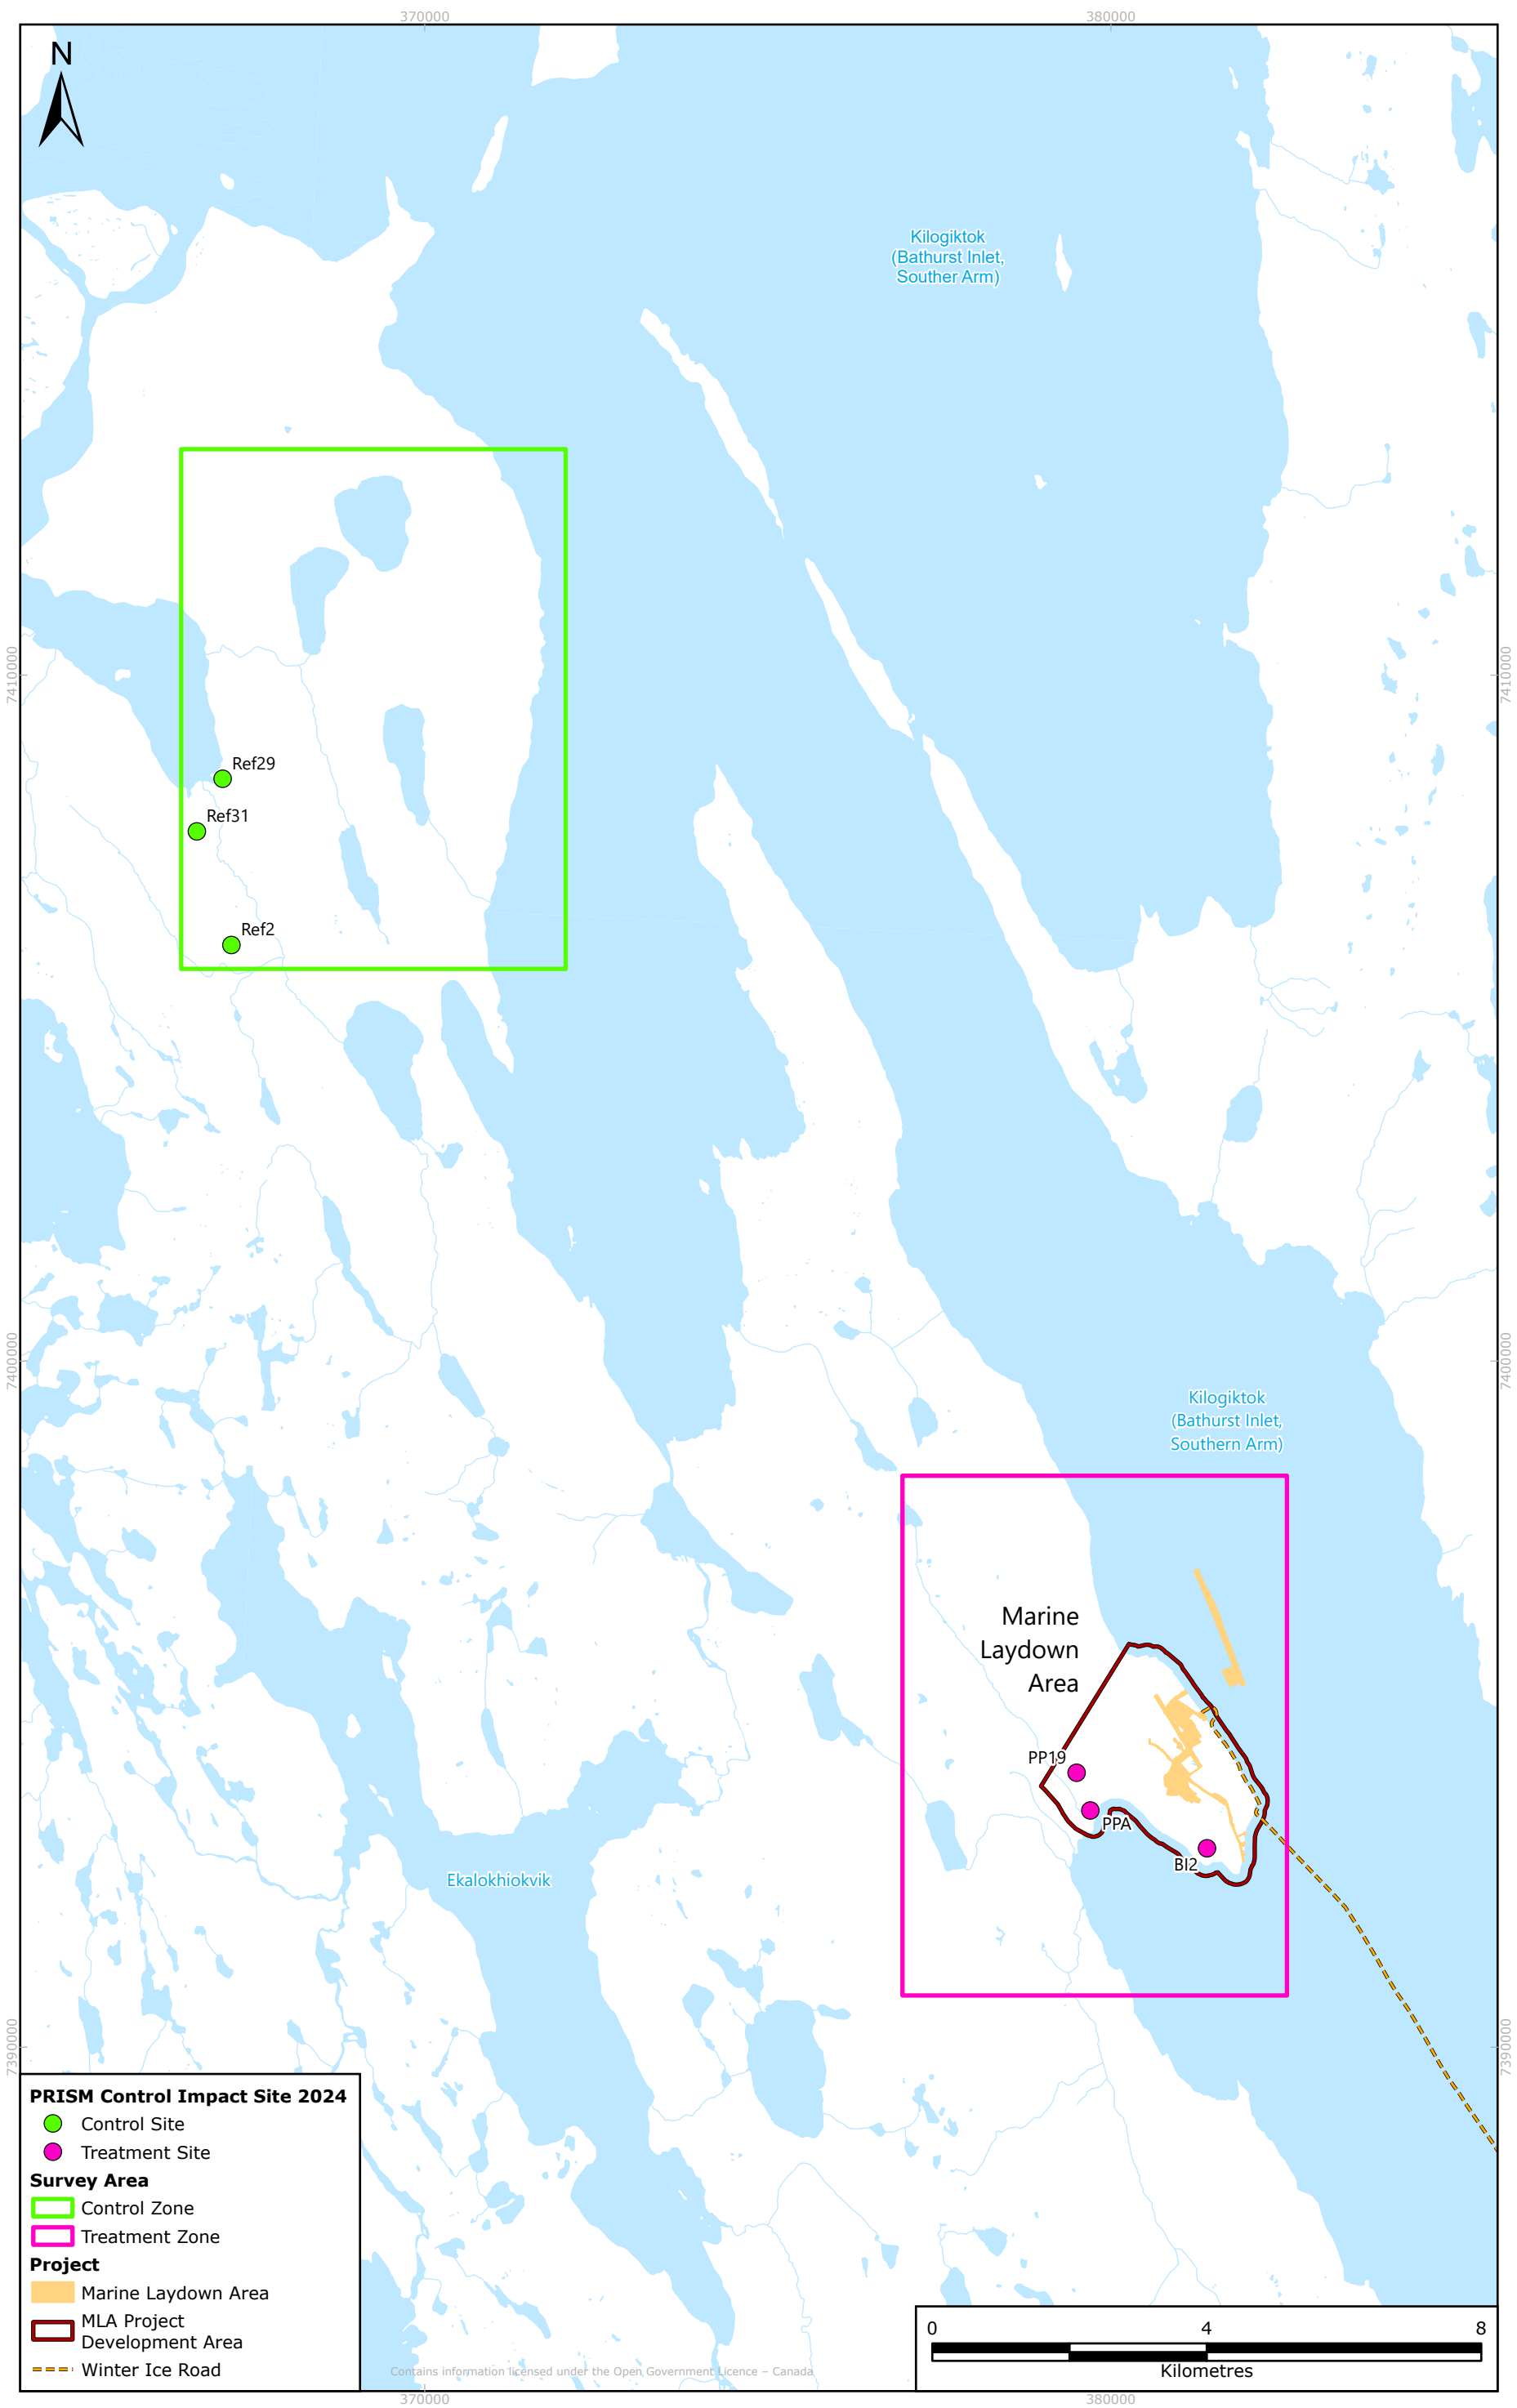 370000
380000
N
Kilogiktok
(Bathurst Inlet,
Souther Arm)
7410000
7410000
Ref29
Ref31
Ref2
7400000
7400000
Kilogiktok
(Bathurst Inlet,
Southern Arm)
Marine
Laydown
Area
PP19
PPA
BI2
Ekalokhiokvik
7390000
7390000
PRISM Control Impact Site 2024
Control Site
Treatment Site
Survey Area
Control Zone
Treatment Zone
Project
Marine Laydown Area
MLA Project
Development Area
Winter Ice Road
0 4 8
Kilometres
Contains information licensed under the Open Government Licence – Canada
370000
380000